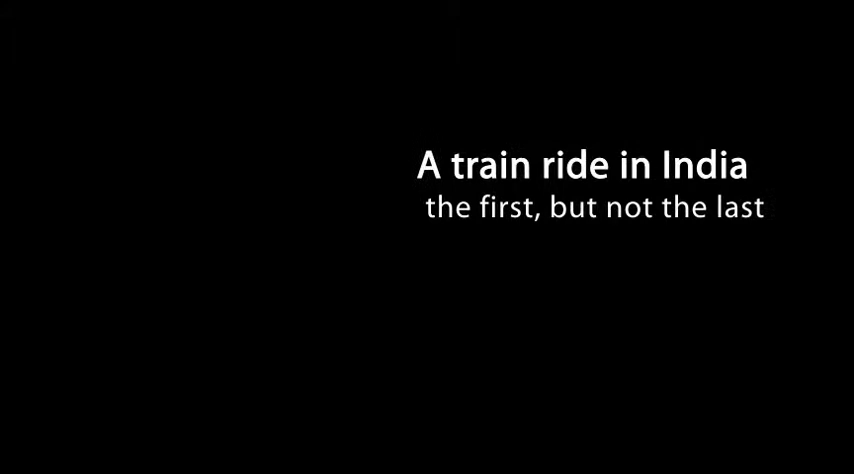 A train ride in India
the first, but not the last